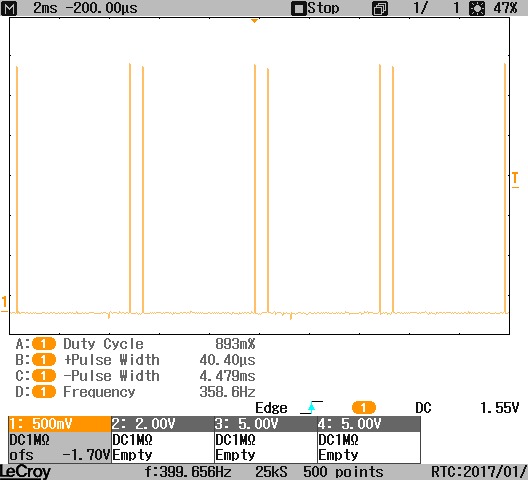 M 2ms -200.00µs Stop 1/ 1 47%
T
1
A: 1 Duty Cycle 893m%
B: 1 +Pulse Width 40.40µs
C: 1 -Pulse Width 4.479ms
D: 1 Frequency 358.6Hz
Edge 1 DC 1.55V
1: 500mV 2: 2.00V 3: 5.00V 4: 5.00V
DC1MΩ DC1MΩ DC1MΩ DC1MΩ
ofs -1.70V Empty Empty Empty
LeCroy f:399.656Hz 25kS 500 points RTC:2017/01/